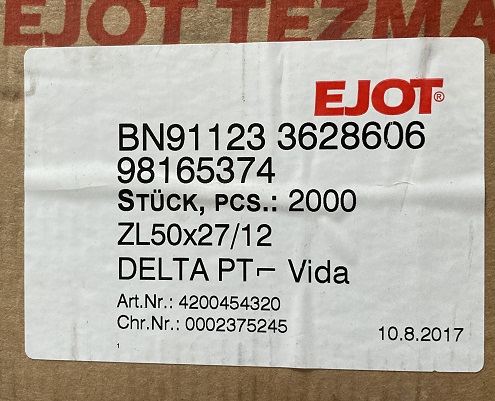 EJOT TEZMA
EJOT®
BN91123 3628606
98165374
STÜCK, PCS.: 2000
ZL50x27/12
DELTA PT– Vida
Art.Nr.: 4200454320
Chr.Nr.: 0002375245
10.8.2017
1